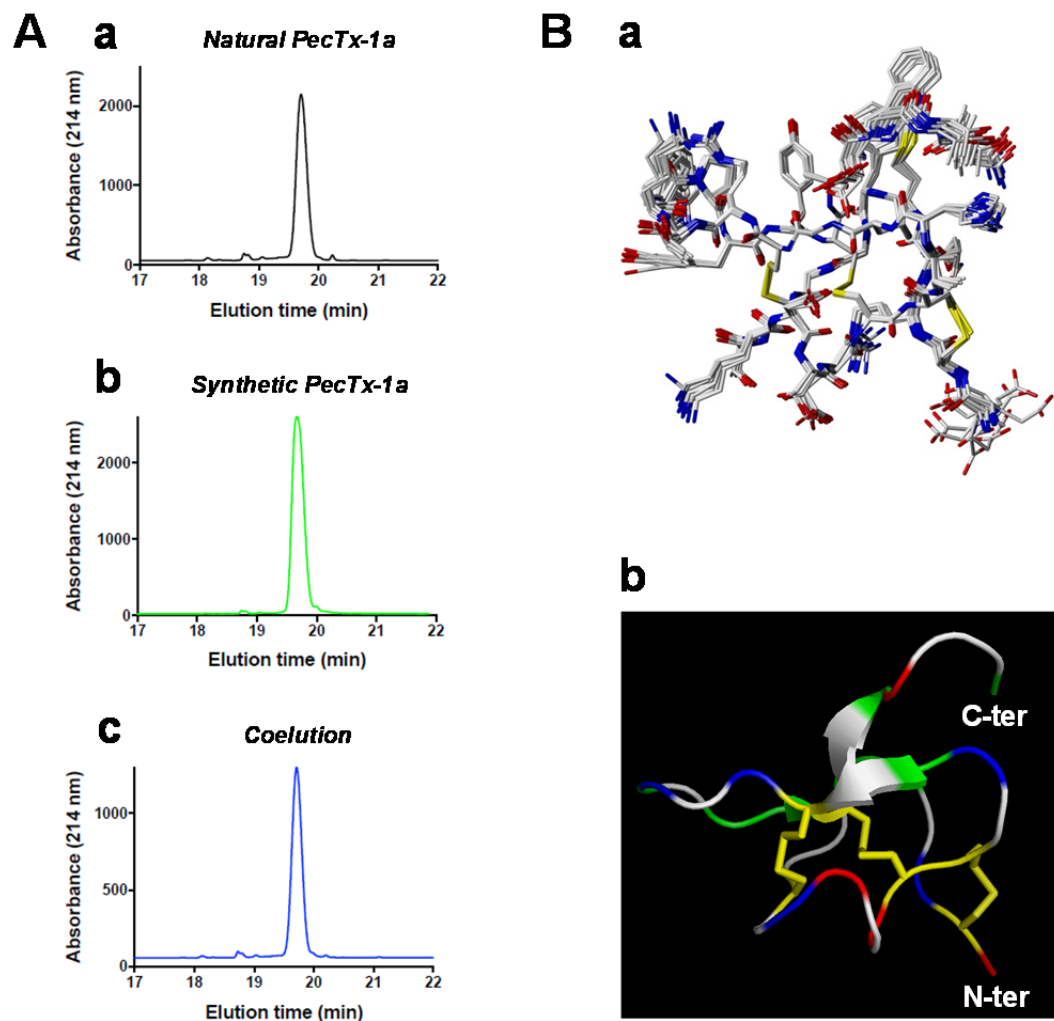 A
a
Natural PecTx-1a
Absorbance (214 nm)
2000
1000
0
17 18 19 20 21 22
Elution time (min)
b
Synthetic PecTx-1a
Absorbance (214 nm)
2000
1000
0
17 18 19 20 21 22
Elution time (min)
c
Coelution
Absorbance (214 nm)
1000
500
0
17 18 19 20 21 22
Elution time (min)
B
a
b
C-ter
N-ter